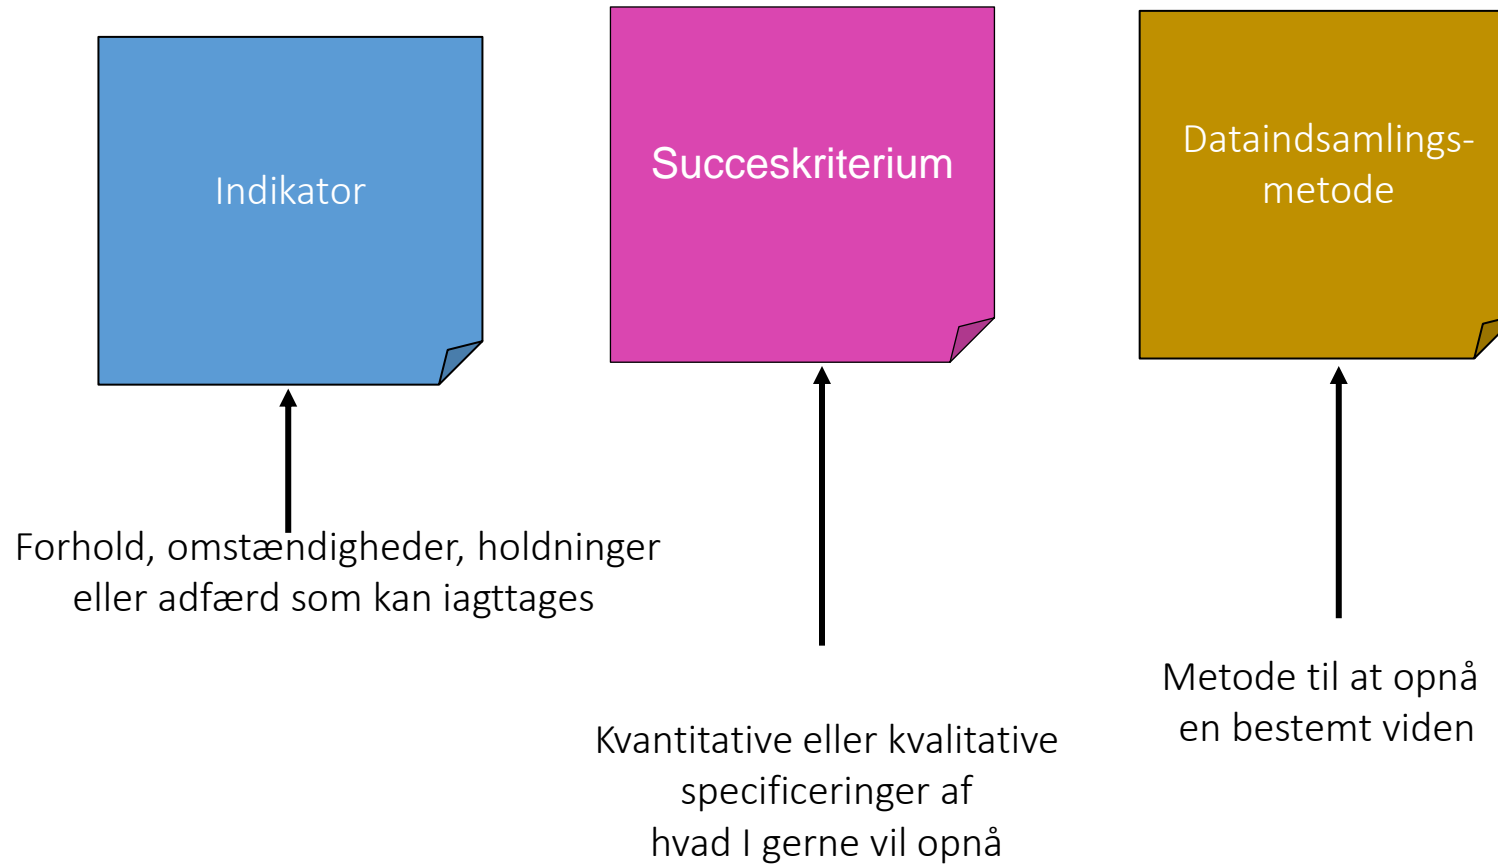 Indikator
Succeskriterium
Dataindsamlings-
metode
Forhold, omstændigheder, holdninger
eller adfærd som kan iagttages
Kvantitative eller kvalitative
specificeringer af
hvad I gerne vil opnå
Metode til at opnå
en bestemt viden